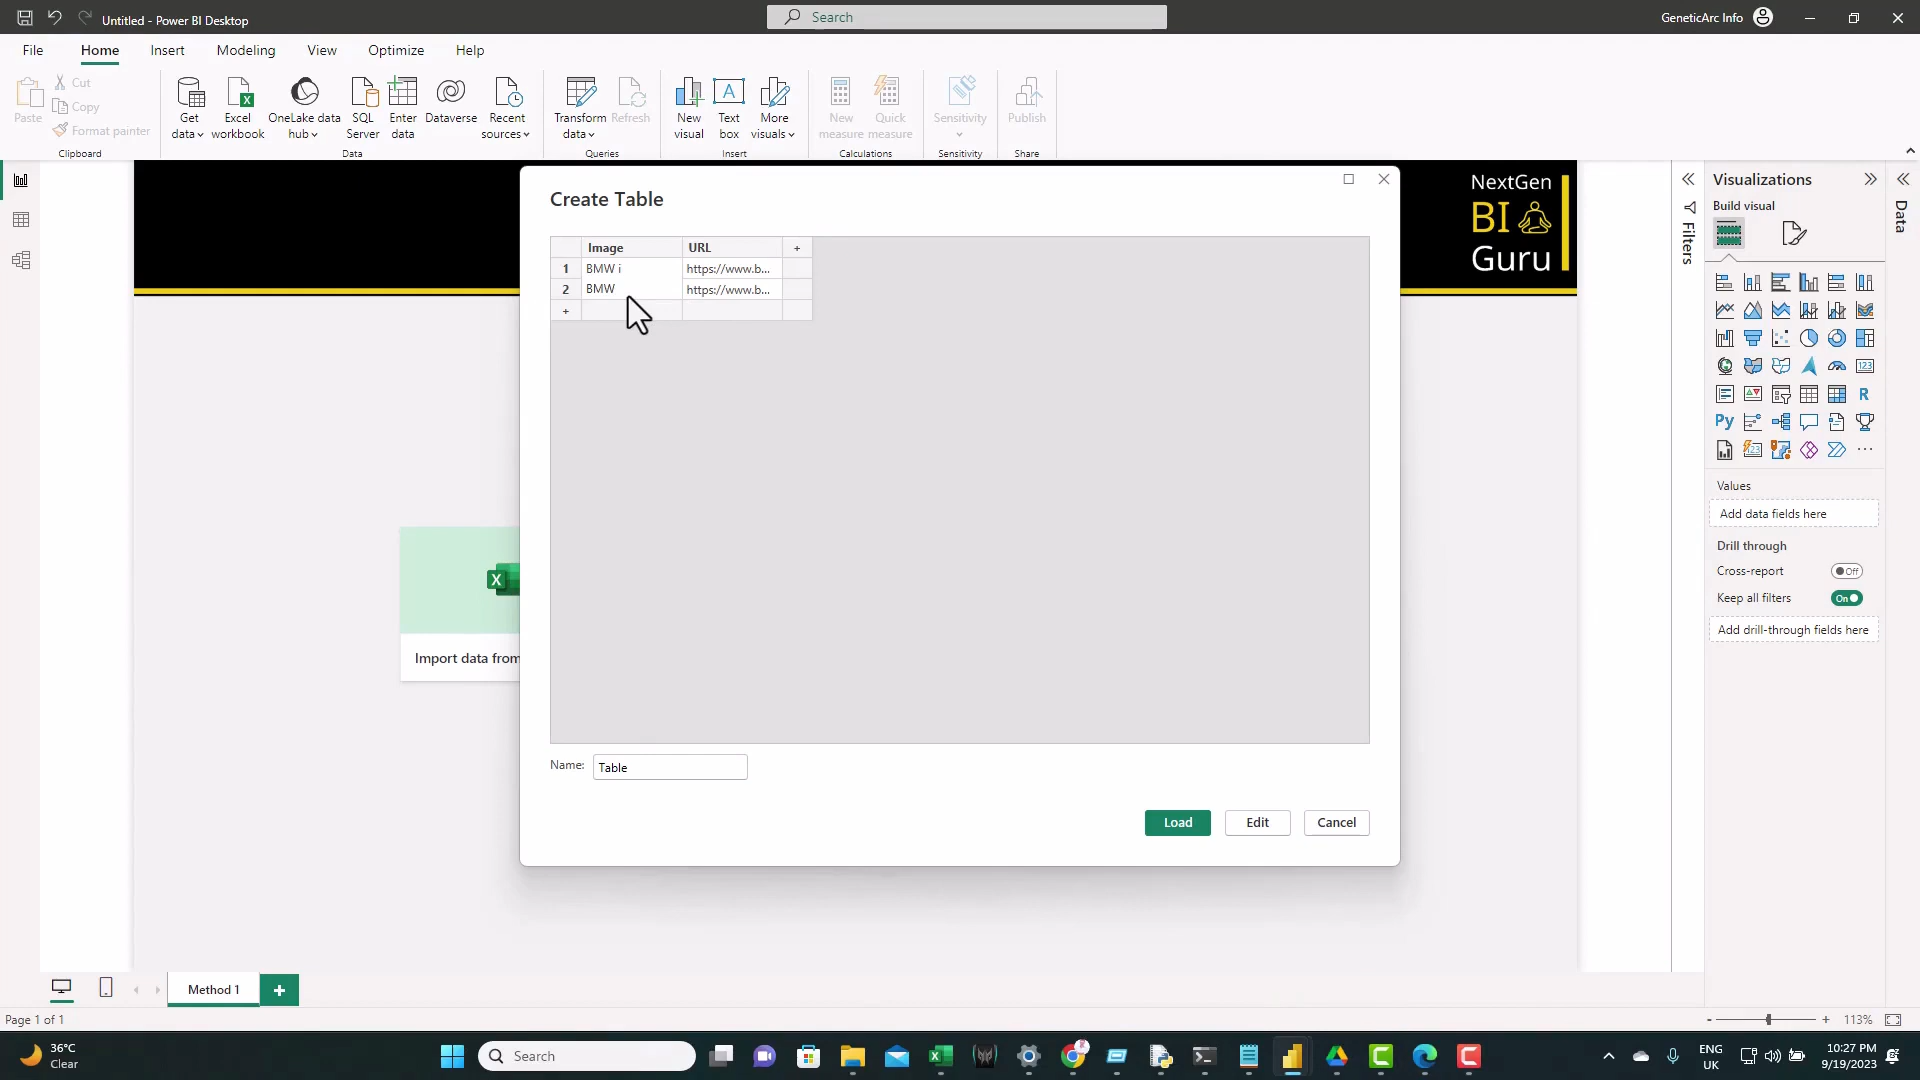 Untitled - Power BI Desktop
Search
GeneticArc Info
File
Home
Insert
Modeling
View
Optimize
Help
Paste
Cut
Copy
Format painter
Clipboard
Get data
Excel workbook
OneLake data hub
SQL Server
Enter data
Dataverse
Recent sources
Data
Transform data
Refresh
Queries
New visual
Text box
More visuals
Insert
New measure
Quick measure
Calculations
Sensitivity
Sensitivity
Publish
Share
NextGen
BI
Guru
Create Table
Image URL +
1 BMW i https://www.b...
2 BMW https://www.b...
+
Import data from
Name: Table
Load
Edit
Cancel
Filters
Visualizations
Build visual
R
Py
123
Values
Add data fields here
Drill through
Cross-report
Off
Keep all filters
On
Add drill-through fields here
Data
Method 1
+
Page 1 of 1
- + 113%
36°C
Clear
Search
ENG
UK
10:27 PM
9/19/2023